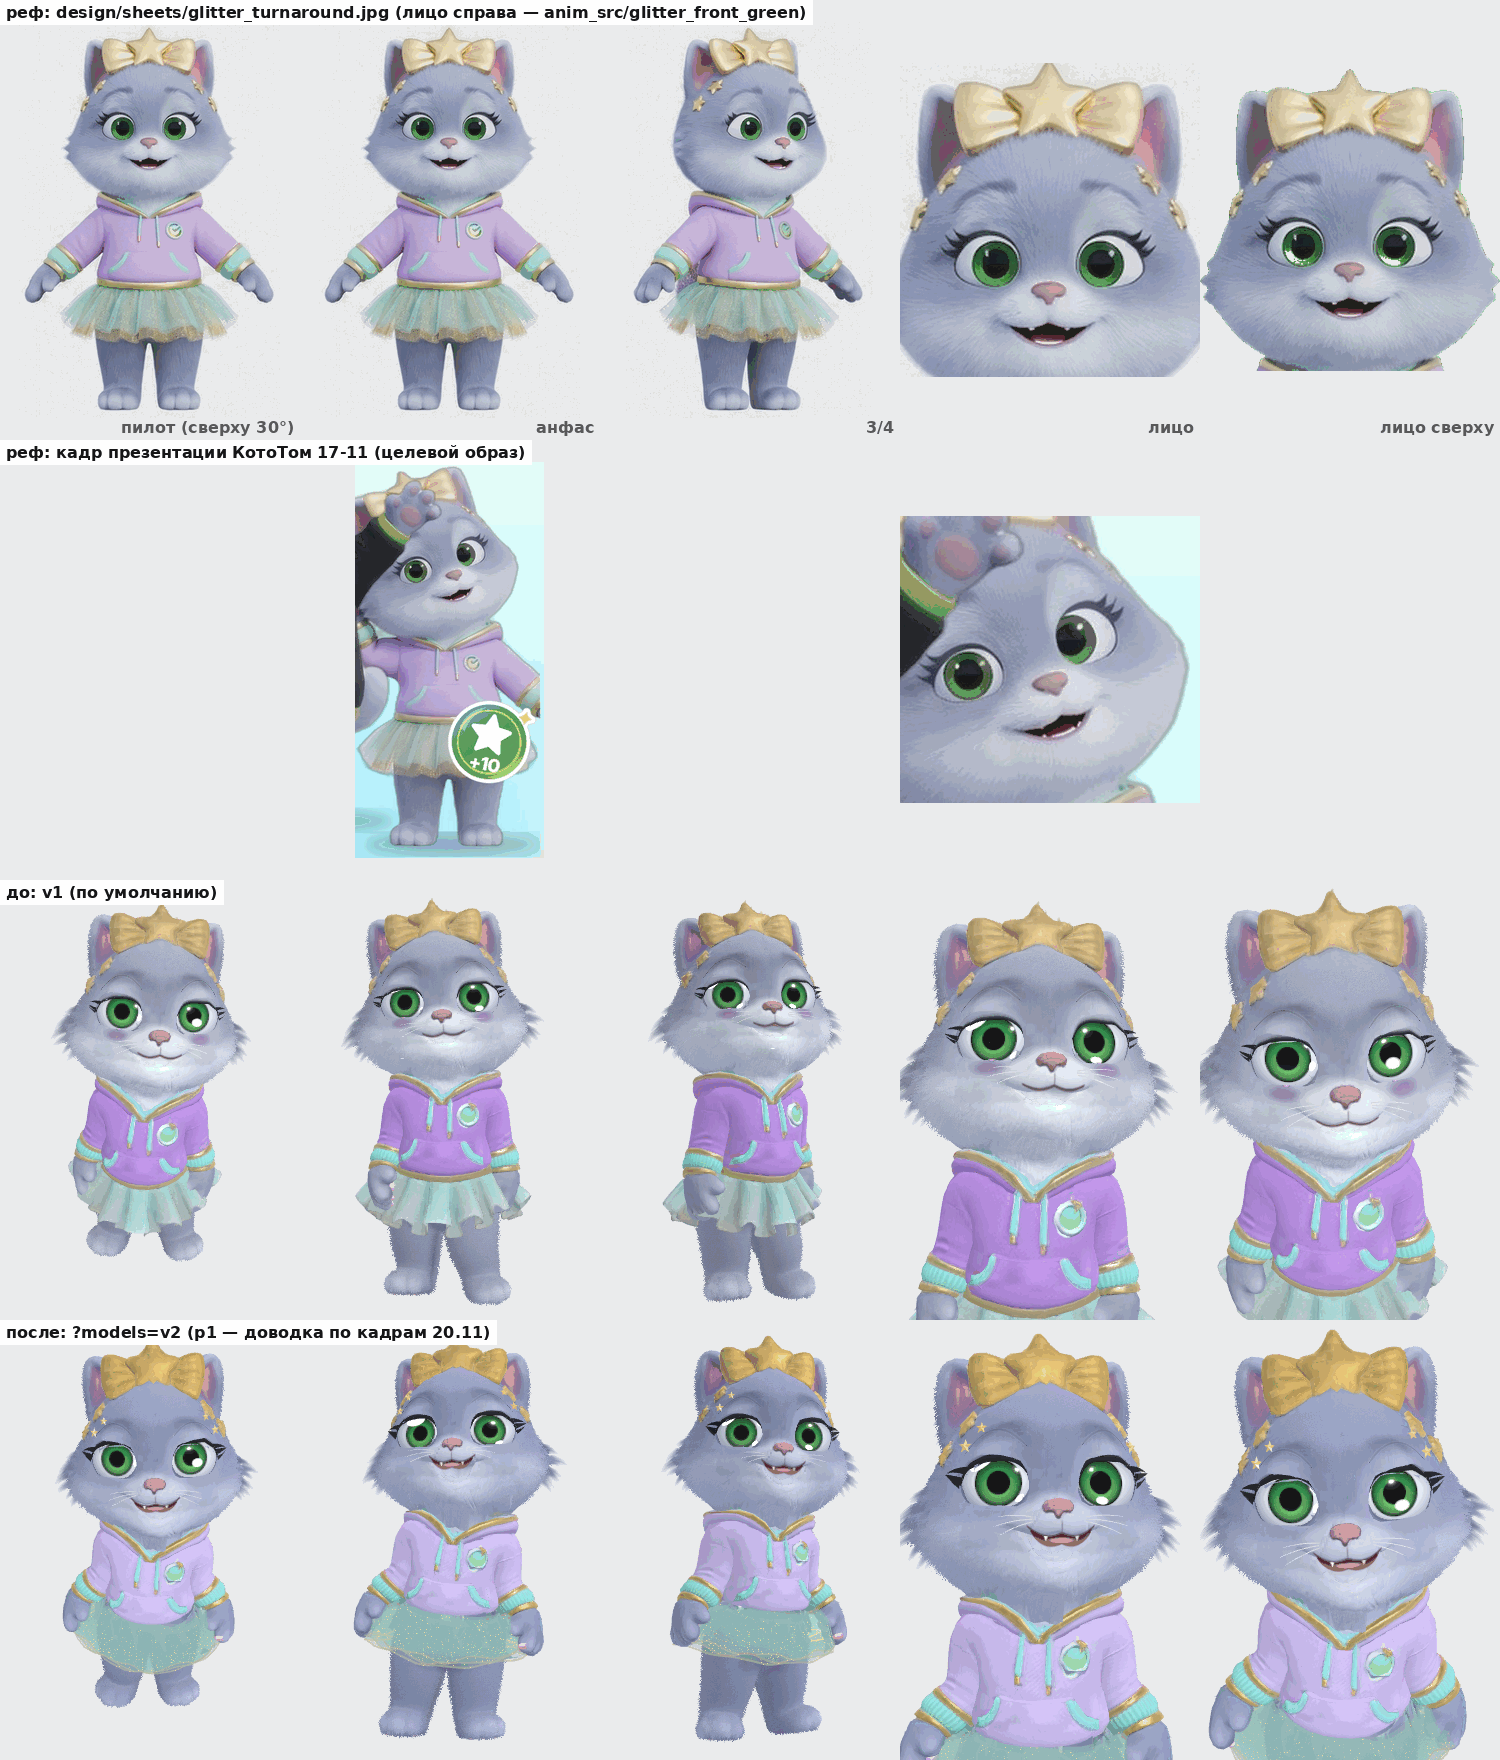 реф: design/sheets/glitter_turnaround.jpg (лицо справа — anim_src/glitter_front_green)
пилот (сверху 30°)
анфас
3/4
лицо
лицо сверху
реф: кадр презентации КотоТом 17-11 (целевой образ)
+10
до: v1 (по умолчанию)
после: ?models=v2 (p1 — доводка по кадрам 20.11)